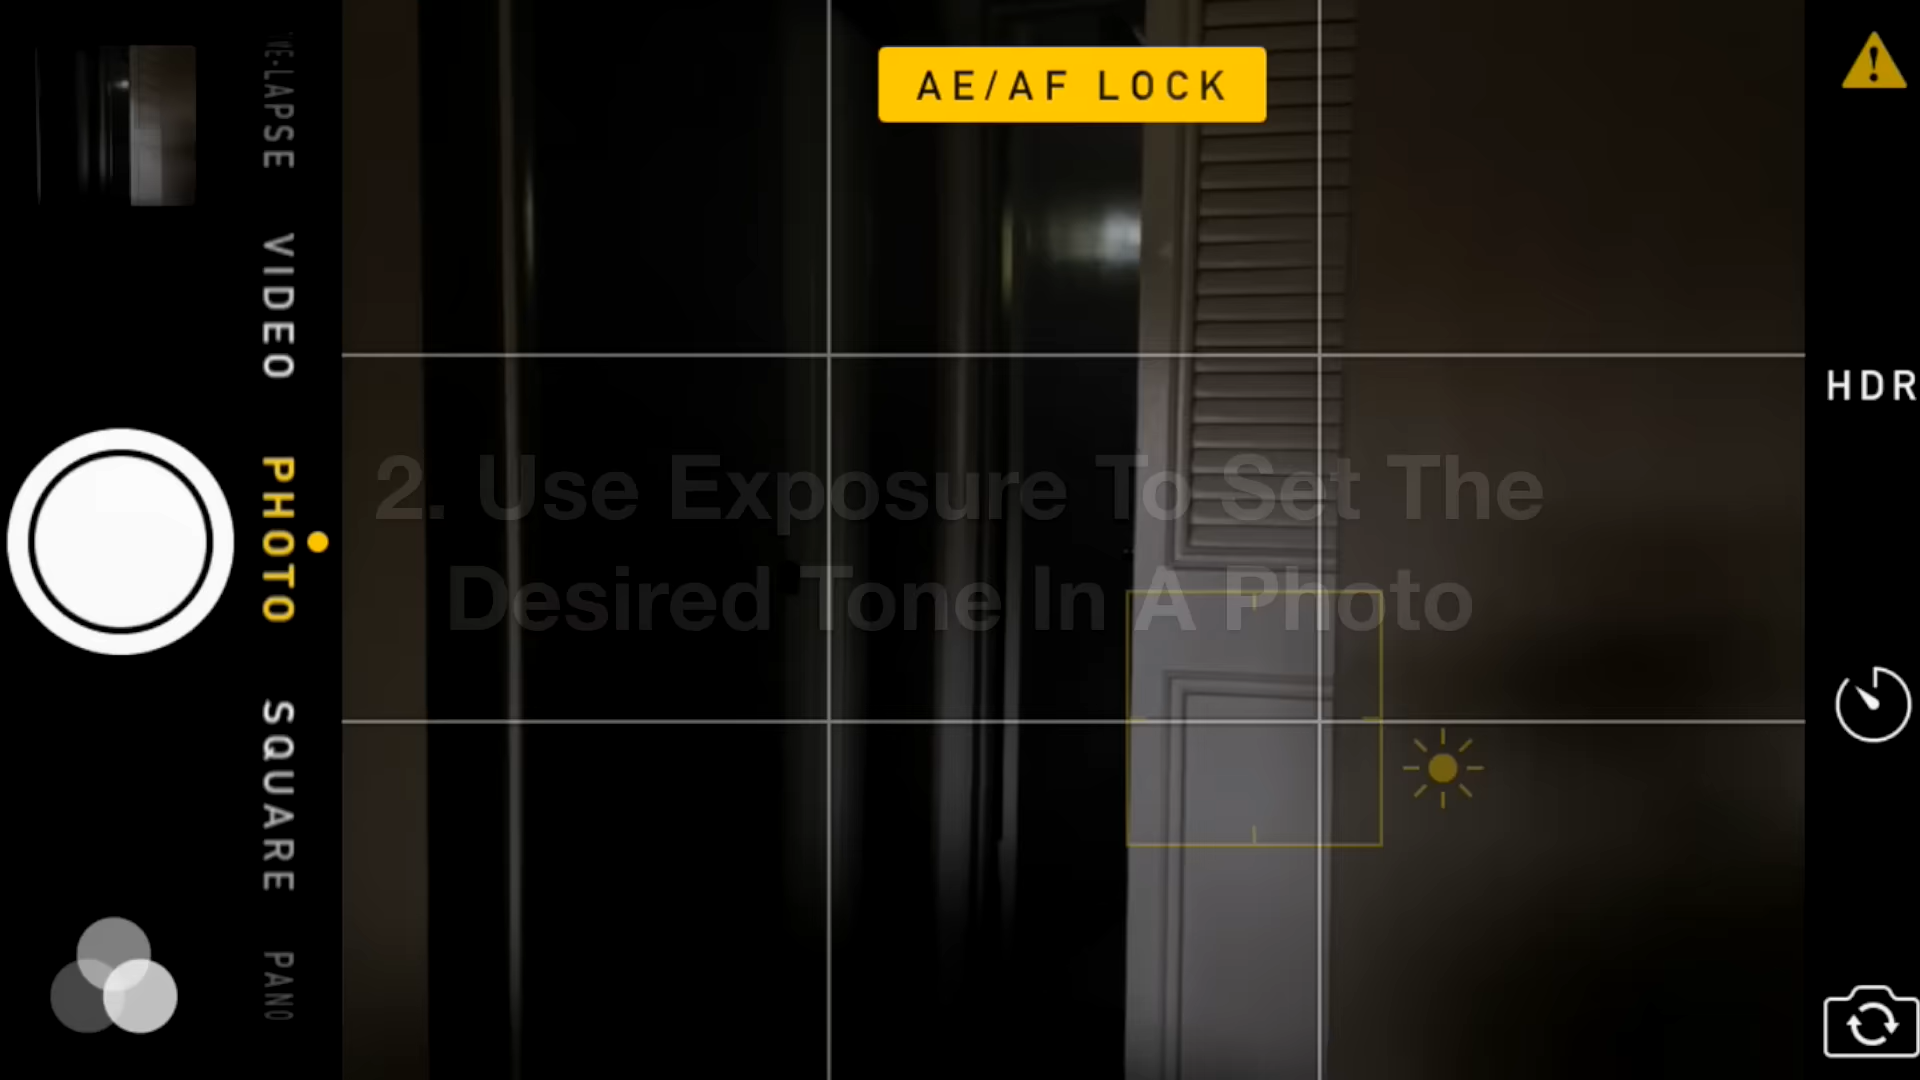 AE/AF LOCK
HDR
VIDEO
PHOTO
SQUARE
PANO
2. Use Exposure To Set The
Desired Tone In A Photo